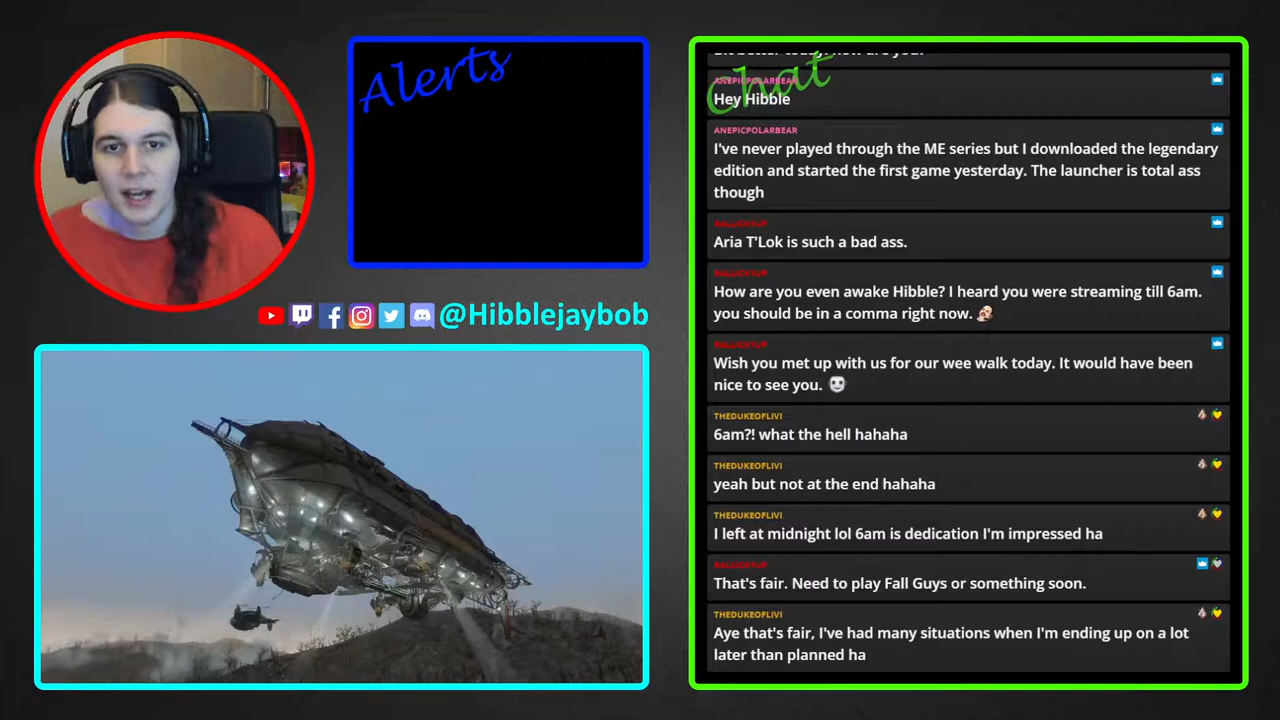 Alerts
@Hibblejaybob
Chat
ANEPICPOLARBEAR
Hey Hibble
ANEPICPOLARBEAR
I've never played through the ME series but I downloaded the legendary
edition and started the first game yesterday. The launcher is total ass
though
BALLICKYUP
Aria T'Lok is such a bad ass.
BALLICKYUP
How are you even awake Hibble? I heard you were streaming till 6am.
you should be in a comma right now.
BALLICKYUP
Wish you met up with us for our wee walk today. It would have been
nice to see you.
THEDUKEOFLIVI
6am?! what the hell hahaha
THEDUKEOFLIVI
yeah but not at the end hahaha
THEDUKEOFLIVI
I left at midnight lol 6am is dedication I'm impressed ha
BALLICKYUP
That's fair. Need to play Fall Guys or something soon.
THEDUKEOFLIVI
Aye that's fair, I've had many situations when I'm ending up on a lot
later than planned ha